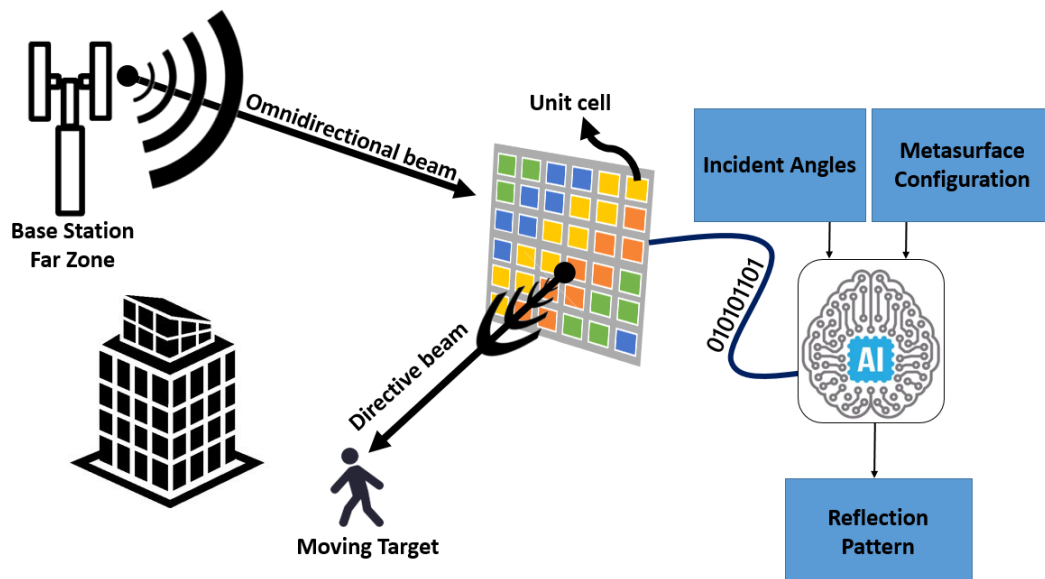 Omnidirectional beam
Unit cell
Base Station
Far Zone
Incident Angles
Metasurface
Configuration
010101101
AI
Directive beam
Moving Target
Reflection
Pattern